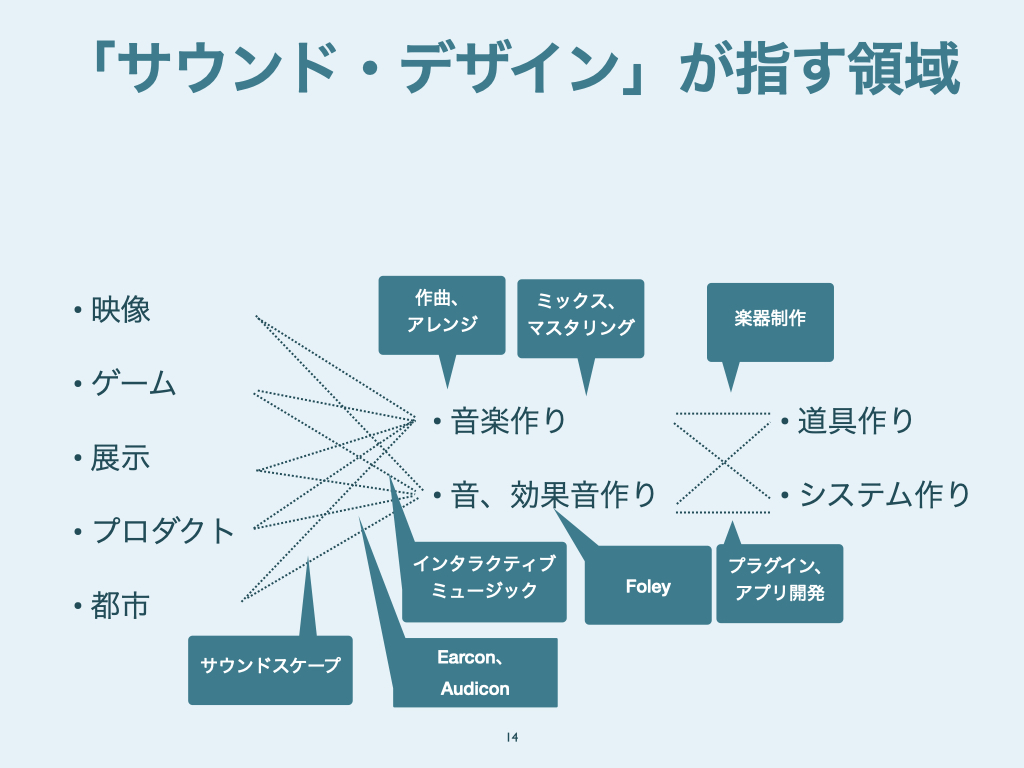 「サウンド・デザイン」が指す領域
• 映像
• ゲーム
• 展示
• プロダクト
• 都市
作曲、
アレンジ
ミックス、
マスタリング
楽器制作
• 音楽作り
• 音、効果音作り
• 道具作り
• システム作り
インタラクティブ
ミュージック
Foley
プラグイン、
アプリ開発
サウンドスケープ
Earcon、
Audicon
14